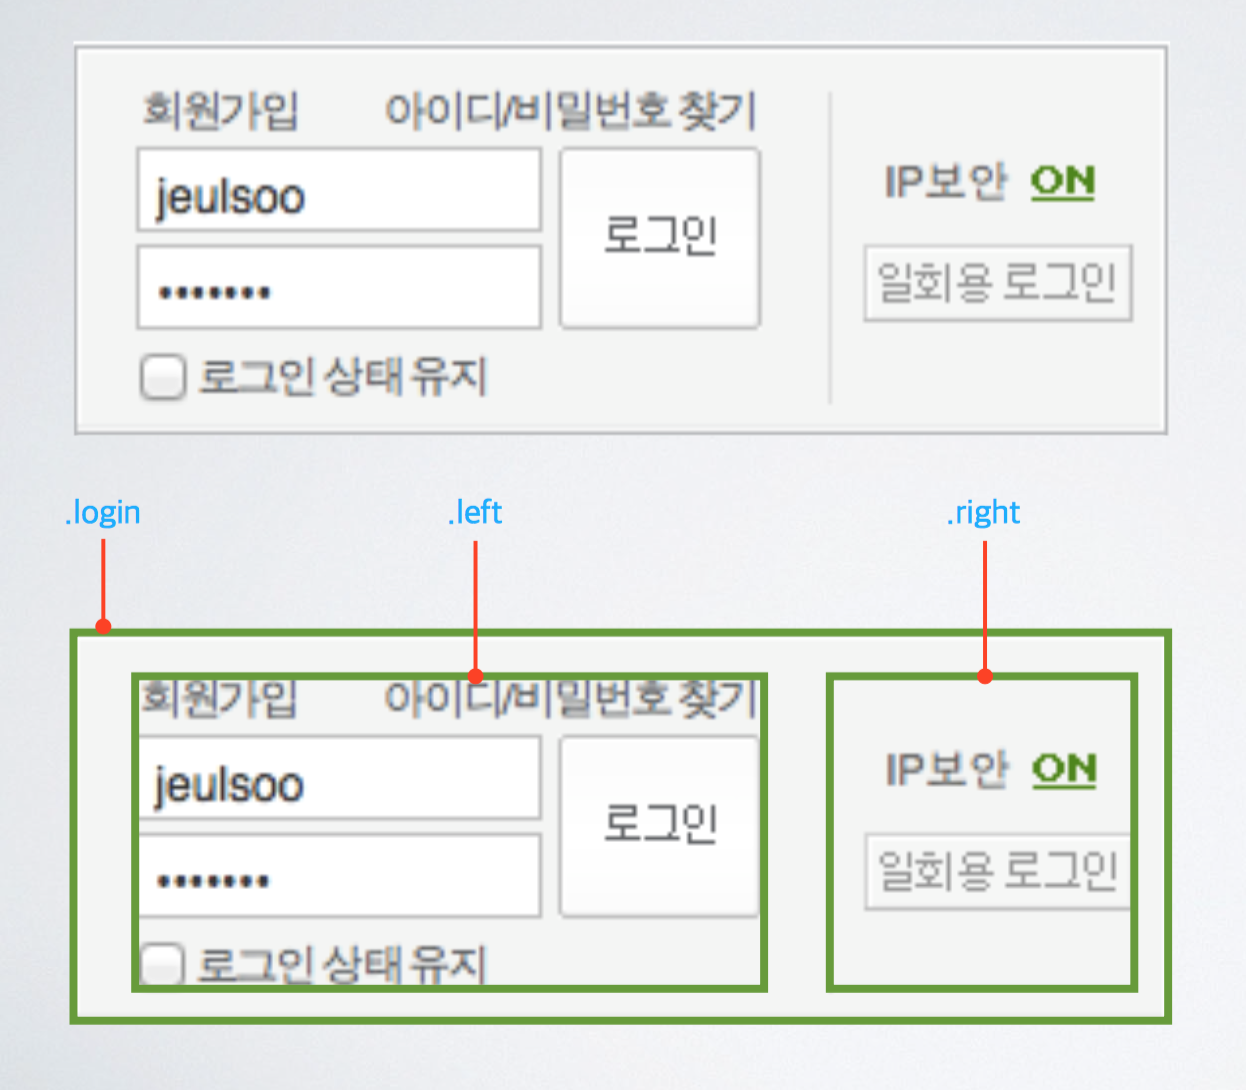 회원가입 아이디/비밀번호 찾기
jeulsoo
•••••••
로그인
로그인 상태 유지
IP보안 ON
일회용 로그인
.login .left .right
회원가입 아이디/비밀번호 찾기
jeulsoo
•••••••
로그인
로그인 상태 유지
IP보안 ON
일회용 로그인